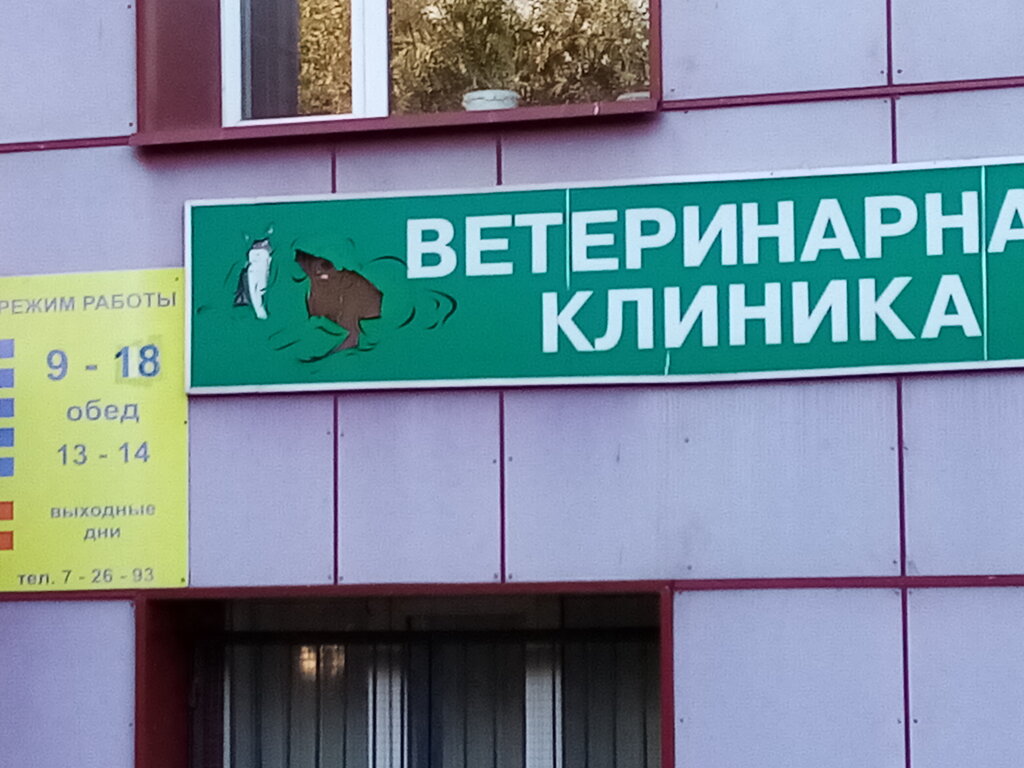 ВЕТЕРИНАРНА
КЛИНИКА
РЕЖИМ РАБОТЫ
9 - 18
обед
13 - 14
выходные
дни
тел. 7 - 26 - 93